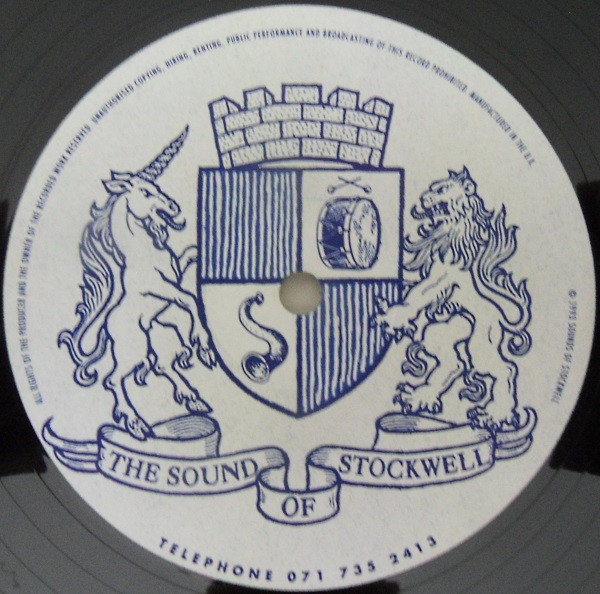 ALL RIGHTS OF THE PRODUCER AND THE OWNER OF THE RECORDED WORK RESERVED. UNAUTHORISED COPYING, HIRING, RENTING, PUBLIC PERFORMANCE AND BROADCASTING OF THIS RECORD PROHIBITED. MANUFACTURED IN THE U.K.
THE SOUND
OF
STOCKWELL
℗ 1992 SOUNDS OF STOCKWELL
TELEPHONE 071 735 2413